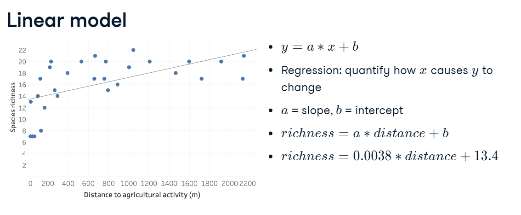 Linear model
y = a ∗ x + b
Regression: quantify how x causes y to
change
a = slope, b = intercept
richness = a ∗ distance + b
richness = 0.0038 ∗ distance + 13.4
Species richness
22
20
18
16
14
12
10
8
6
4
2
0 200 400 600 800 1000 1200 1400 1600 1800 2000 2200
Distance to agricultural activity (m)